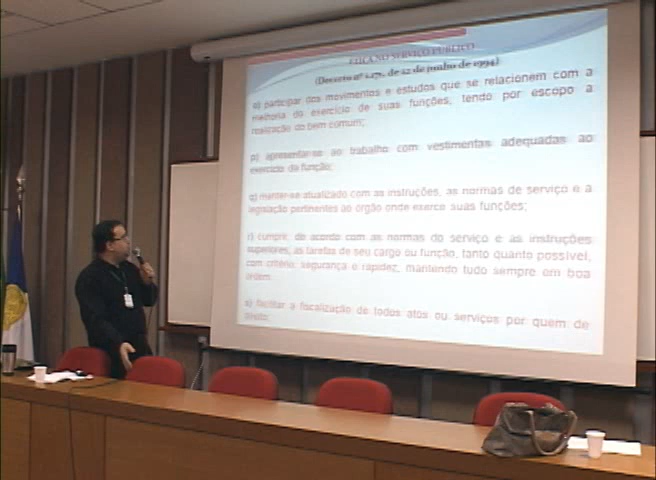 ÉTICA NO SERVIÇO PÚBLICO
(Decreto nº 1.171, de 22 de junho de 1994)
o) participar dos movimentos e estudos que se relacionem com a
melhoria do exercício de suas funções, tendo por escopo a
realização do bem comum;
p) apresentar-se ao trabalho com vestimentas adequadas ao
exercício da função;
q) manter-se atualizado com as instruções, as normas de serviço e a
legislação pertinentes ao órgão onde exerce suas funções;
r) cumprir, de acordo com as normas do serviço e as instruções
superiores, as tarefas de seu cargo ou função, tanto quanto possível,
com critério, segurança e rapidez, mantendo tudo sempre em boa
ordem.
s) facilitar a fiscalização de todos atos ou serviços por quem de
direito;